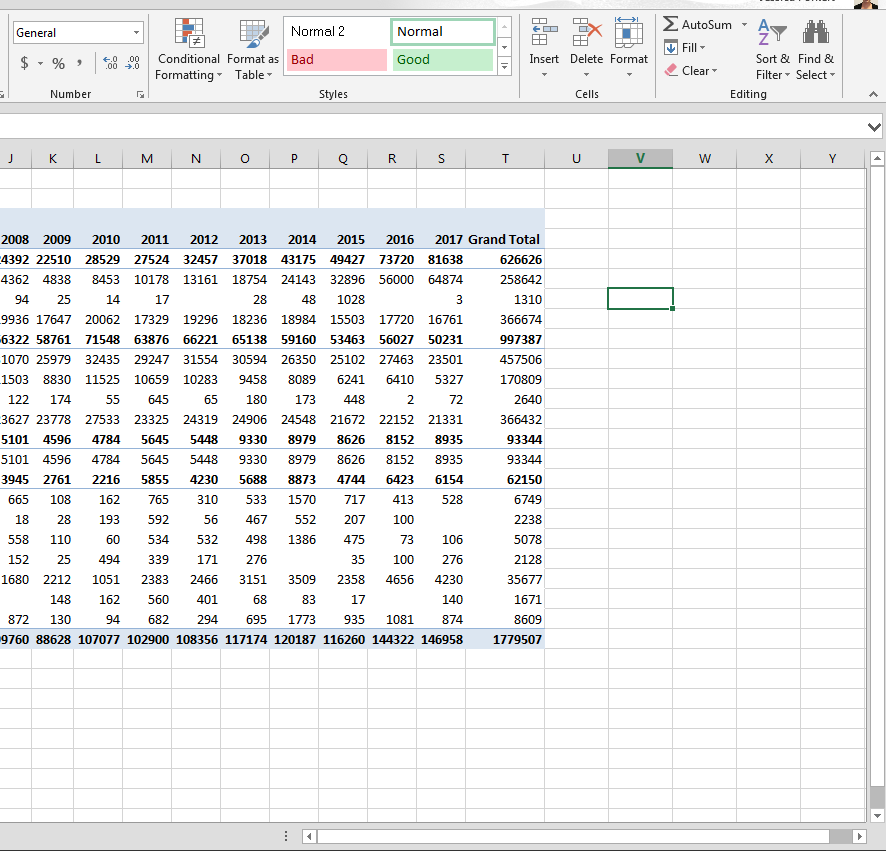 General
Normal 2 Normal
Bad Good
$ % ,
Conditional Formatting
Format as Table
Insert Delete Format
AutoSum
Fill
Clear
Sort & Filter
Find & Select
Number Styles Cells Editing
J K L M N O P Q R S T U V W X Y
2008 2009 2010 2011 2012 2013 2014 2015 2016 2017 Grand Total
4392 22510 28529 27524 32457 37018 43175 49427 73720 81638 626626
4362 4838 8453 10178 13161 18754 24143 32896 56000 64874 258642
94 25 14 17 28 48 1028 3 1310
9936 17647 20062 17329 19296 18236 18984 15503 17720 16761 366674
6322 58761 71548 63876 66221 65138 59160 53463 56027 50231 997387
1070 25979 32435 29247 31554 30594 26350 25102 27463 23501 457506
1503 8830 11525 10659 10283 9458 8089 6241 6410 5327 170809
122 174 55 645 65 180 173 448 2 72 2640
3627 23778 27533 23325 24319 24906 24548 21672 22152 21331 366432
5101 4596 4784 5645 5448 9330 8979 8626 8152 8935 93344
5101 4596 4784 5645 5448 9330 8979 8626 8152 8935 93344
3945 2761 2216 5855 4230 5688 8873 4744 6423 6154 62150
665 108 162 765 310 533 1570 717 413 528 6749
18 28 193 592 56 467 552 207 100 2238
558 110 60 534 532 498 1386 475 73 106 5078
152 25 494 339 171 276 35 100 276 2128
1680 2212 1051 2383 2466 3151 3509 2358 4656 4230 35677
148 162 560 401 68 83 17 140 1671
872 130 94 682 294 695 1773 935 1081 874 8609
9760 88628 107077 102900 108356 117174 120187 116260 144322 146958 1779507